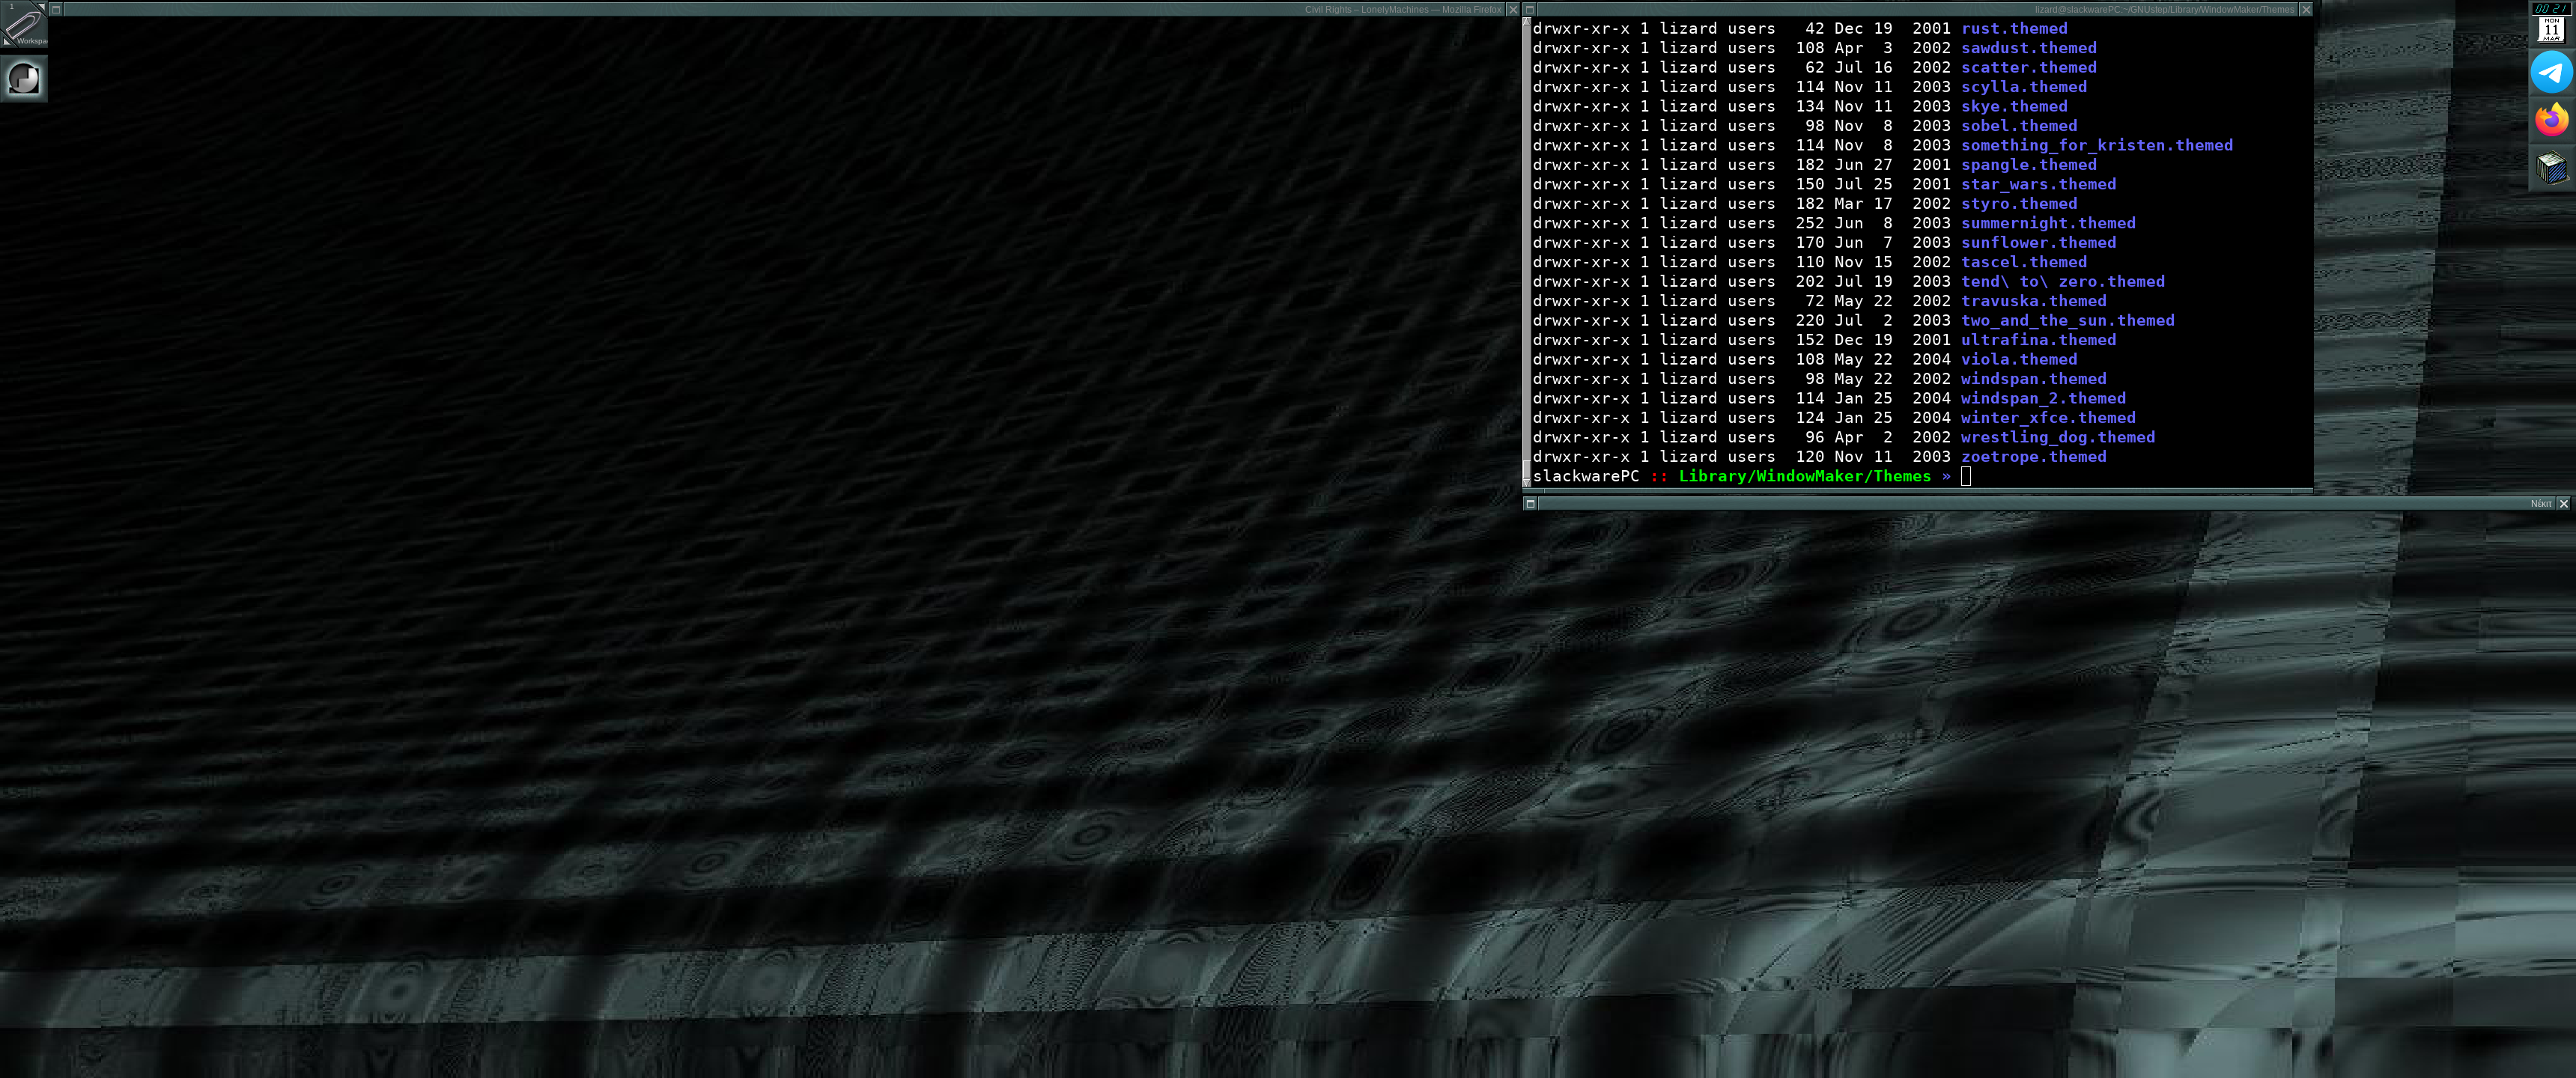 1
Workspa
Civil Rights – LonelyMachines — Mozilla Firefox
lizard@slackwarePC:~/GNUstep/Library/WindowMaker/Themes
00:21
MON
11
MAR
drwxr-xr-x 1 lizard users   42 Dec 19  2001 rust.themed
drwxr-xr-x 1 lizard users  108 Apr  3  2002 sawdust.themed
drwxr-xr-x 1 lizard users   62 Jul 16  2002 scatter.themed
drwxr-xr-x 1 lizard users  114 Nov 11  2003 scylla.themed
drwxr-xr-x 1 lizard users  134 Nov 11  2003 skye.themed
drwxr-xr-x 1 lizard users   98 Nov  8  2003 sobel.themed
drwxr-xr-x 1 lizard users  114 Nov  8  2003 something_for_kristen.themed
drwxr-xr-x 1 lizard users  182 Jun 27  2001 spangle.themed
drwxr-xr-x 1 lizard users  150 Jul 25  2001 star_wars.themed
drwxr-xr-x 1 lizard users  182 Mar 17  2002 styro.themed
drwxr-xr-x 1 lizard users  252 Jun  8  2003 summernight.themed
drwxr-xr-x 1 lizard users  170 Jun  7  2003 sunflower.themed
drwxr-xr-x 1 lizard users  110 Nov 15  2002 tascel.themed
drwxr-xr-x 1 lizard users  202 Jul 19  2003 tend\ to\ zero.themed
drwxr-xr-x 1 lizard users   72 May 22  2002 travuska.themed
drwxr-xr-x 1 lizard users  220 Jul  2  2003 two_and_the_sun.themed
drwxr-xr-x 1 lizard users  152 Dec 19  2001 ultrafina.themed
drwxr-xr-x 1 lizard users  108 May 22  2004 viola.themed
drwxr-xr-x 1 lizard users   98 May 22  2002 windspan.themed
drwxr-xr-x 1 lizard users  114 Jan 25  2004 windspan_2.themed
drwxr-xr-x 1 lizard users  124 Jan 25  2004 winter_xfce.themed
drwxr-xr-x 1 lizard users   96 Apr  2  2002 wrestling_dog.themed
drwxr-xr-x 1 lizard users  120 Nov 11  2003 zoetrope.themed
slackwarePC :: Library/WindowMaker/Themes »
Νέκιτ